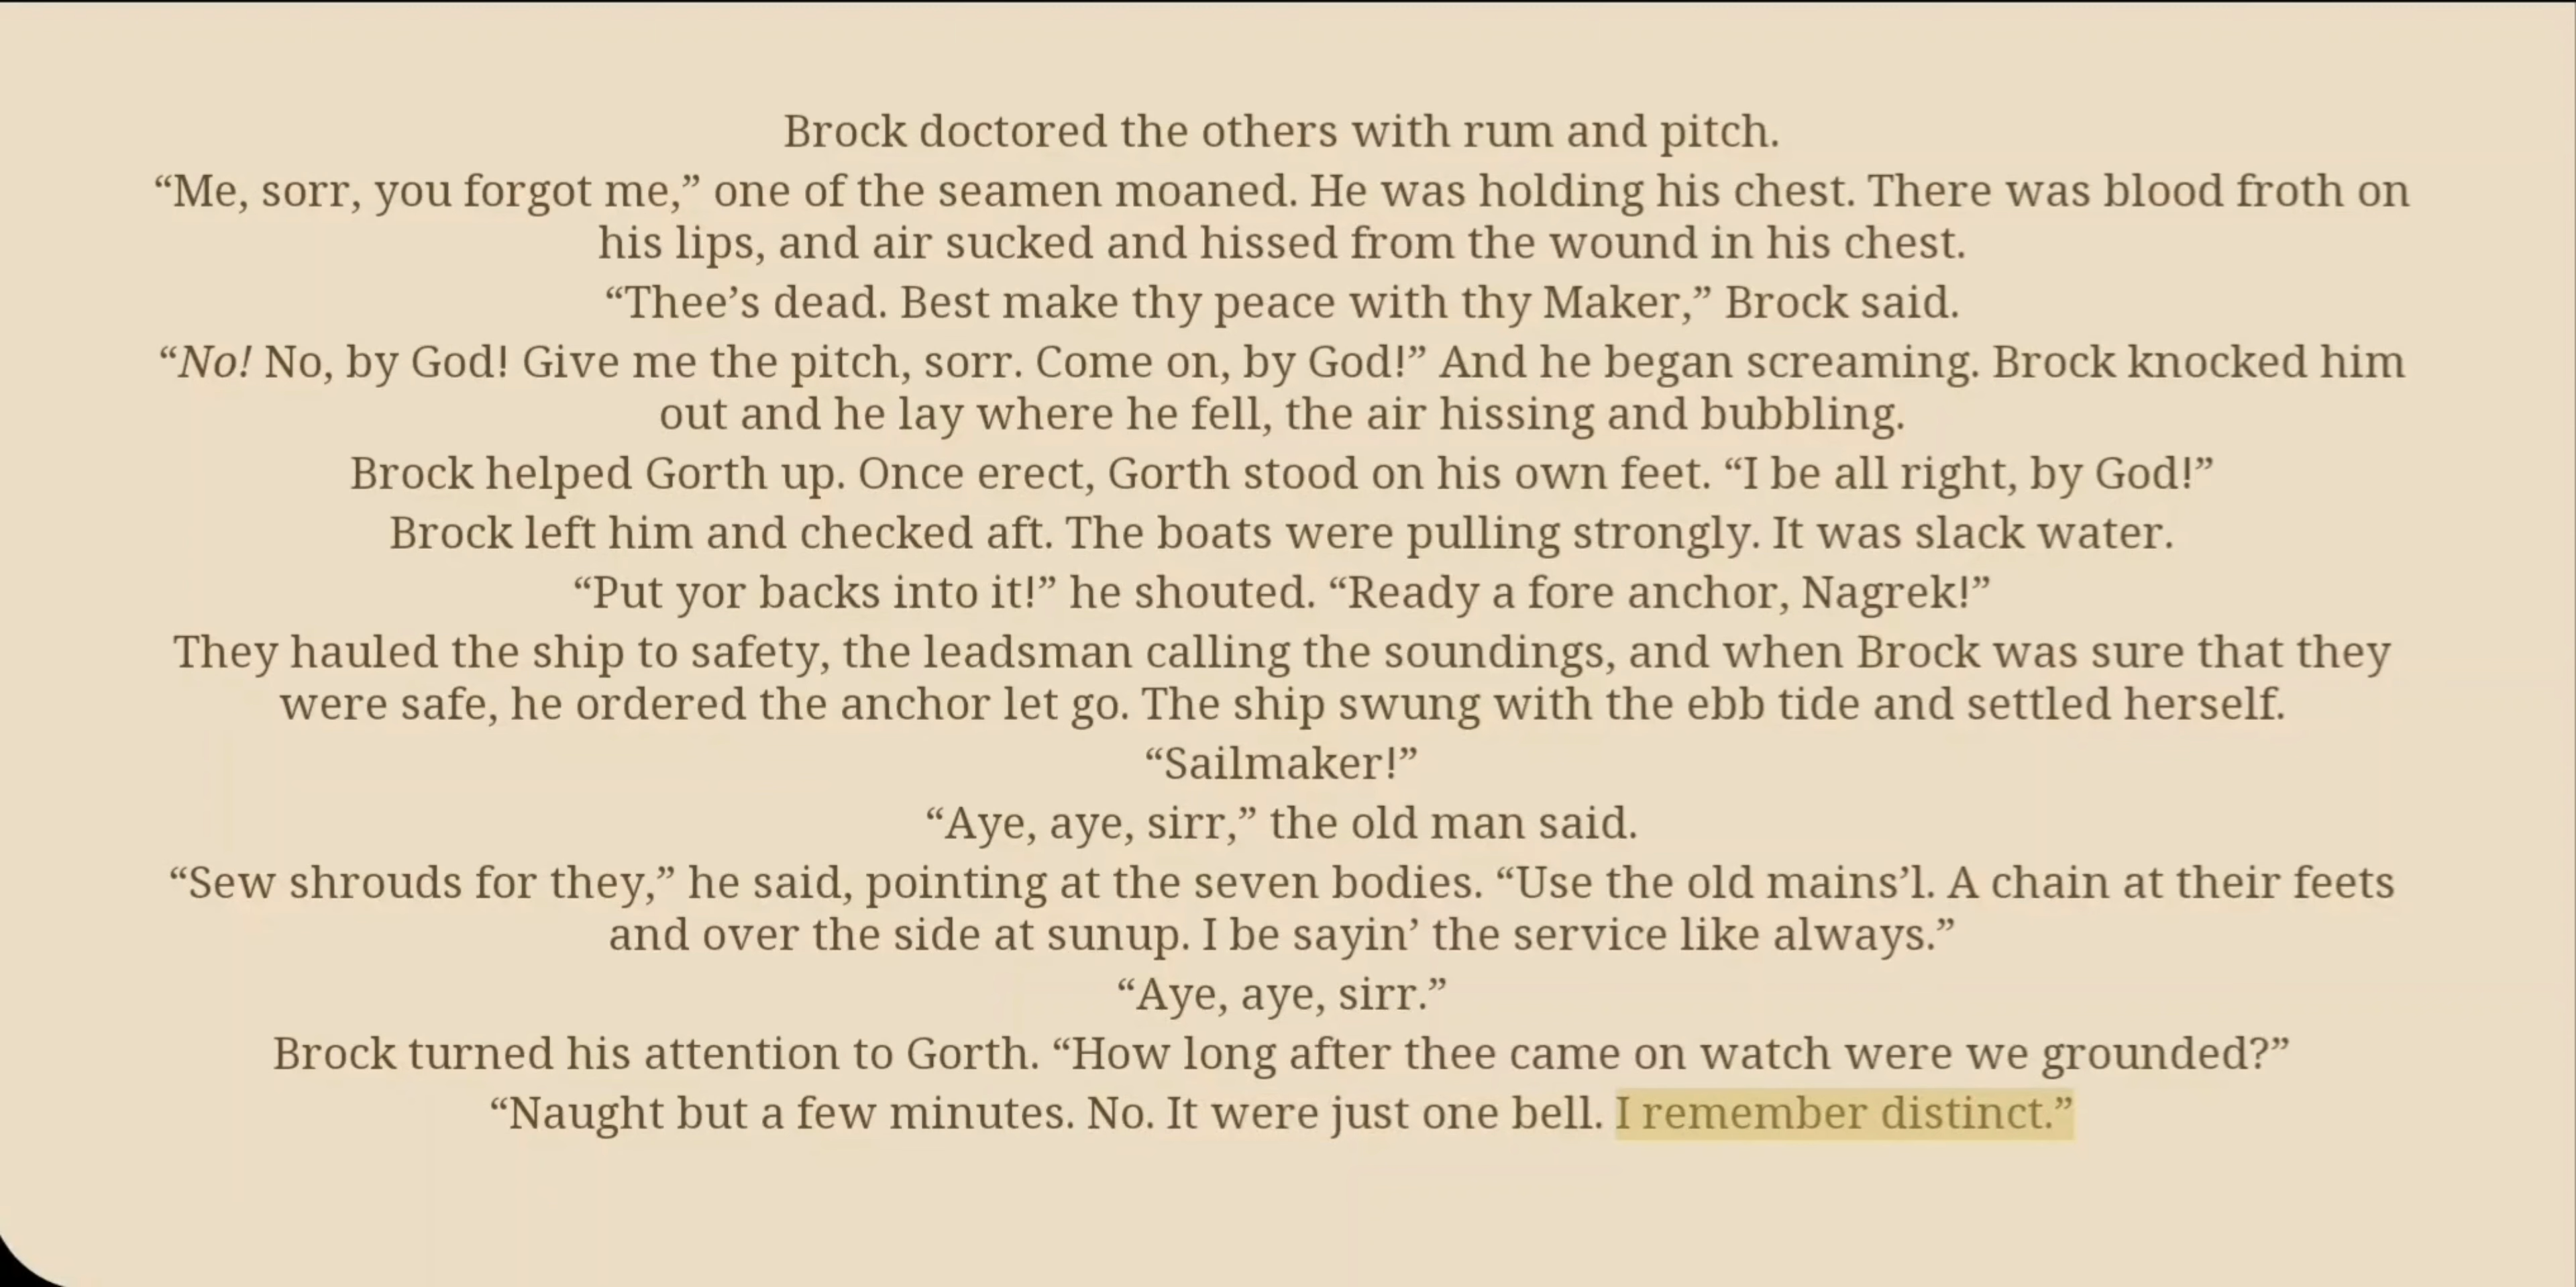 Brock doctored the others with rum and pitch.
“Me, sorr, you forgot me,” one of the seamen moaned. He was holding his chest. There was blood froth on
his lips, and air sucked and hissed from the wound in his chest.
“Thee’s dead. Best make thy peace with thy Maker,” Brock said.
“No! No, by God! Give me the pitch, sorr. Come on, by God!” And he began screaming. Brock knocked him
out and he lay where he fell, the air hissing and bubbling.
Brock helped Gorth up. Once erect, Gorth stood on his own feet. “I be all right, by God!”
Brock left him and checked aft. The boats were pulling strongly. It was slack water.
“Put yor backs into it!” he shouted. “Ready a fore anchor, Nagrek!”
They hauled the ship to safety, the leadsman calling the soundings, and when Brock was sure that they
were safe, he ordered the anchor let go. The ship swung with the ebb tide and settled herself.
“Sailmaker!”
“Aye, aye, sirr,” the old man said.
“Sew shrouds for they,” he said, pointing at the seven bodies. “Use the old mains’l. A chain at their feets
and over the side at sunup. I be sayin’ the service like always.”
“Aye, aye, sirr.”
Brock turned his attention to Gorth. “How long after thee came on watch were we grounded?”
“Naught but a few minutes. No. It were just one bell. I remember distinct.”